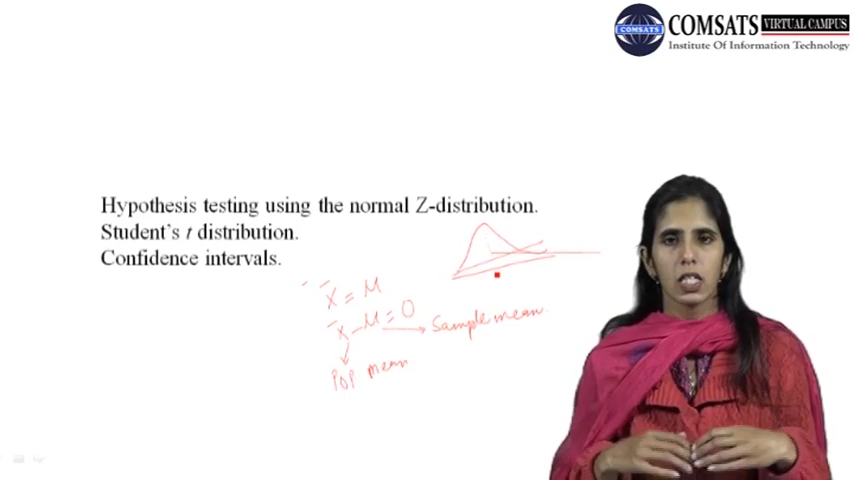 COMSATS VIRTUAL CAMPUS
COMSATS
Institute Of Information Technology
Hypothesis testing using the normal Z-distribution.
Student's t distribution.
Confidence intervals.
X̄ = M
X̄ - M = 0
Sample mean
POP mean